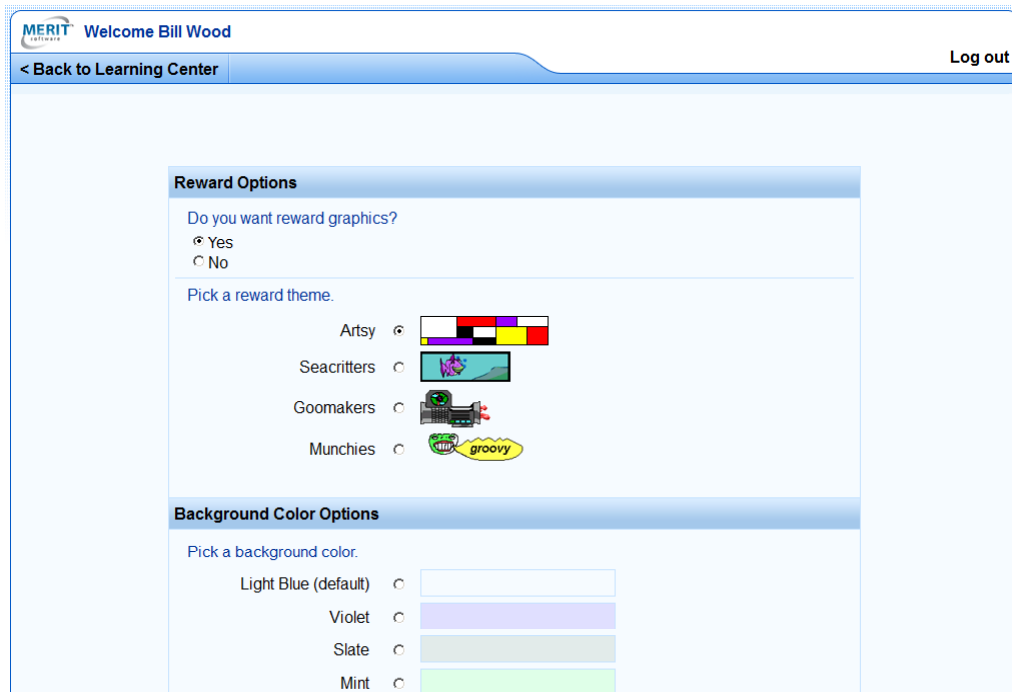 MERIT
software
Welcome Bill Wood
Log out
< Back to Learning Center
Reward Options
Do you want reward graphics?
Yes
No
Pick a reward theme.
Artsy
Seacritters
Goomakers
Munchies
groovy
Background Color Options
Pick a background color.
Light Blue (default)
Violet
Slate
Mint